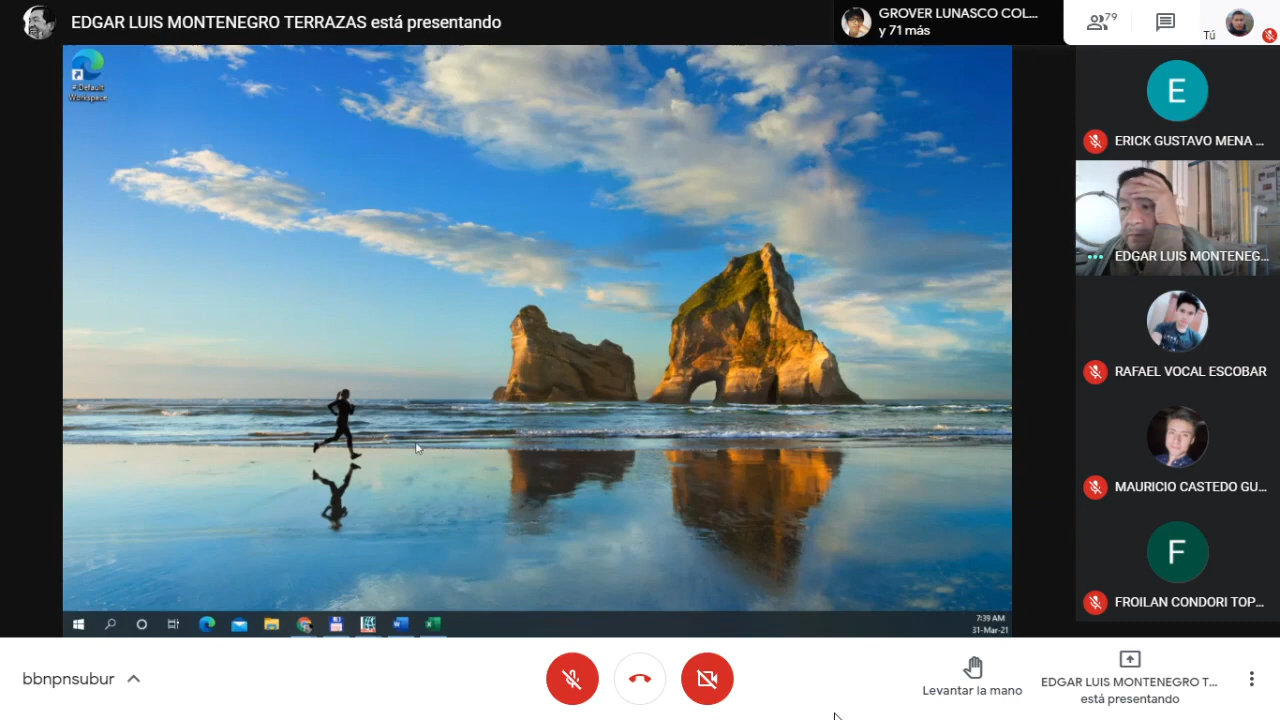 EDGAR LUIS MONTENEGRO TERRAZAS está presentando
GROVER LUNASCO COL...
y 71 más
79
Tú
# Default
Workspace
E
ERICK GUSTAVO MENA ...
EDGAR LUIS MONTENEG...
RAFAEL VOCAL ESCOBAR
MAURICIO CASTEDO GU...
F
FROILAN CONDORI TOP...
7:39 AM
31-Mar-21
bbnpnsubur
Levantar la mano
EDGAR LUIS MONTENEGRO T...
está presentando